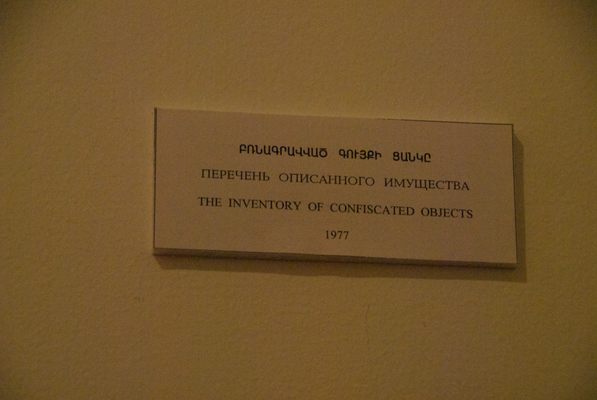 ԲՌՆԱԳՐԱՎՎԱԾ ԳՈՒՅՔԻ ՑԱՆԿԸ
ПЕРЕЧЕНЬ ОПИСАННОГО ИМУЩЕСТВА
THE INVENTORY OF CONFISCATED OBJECTS
1977